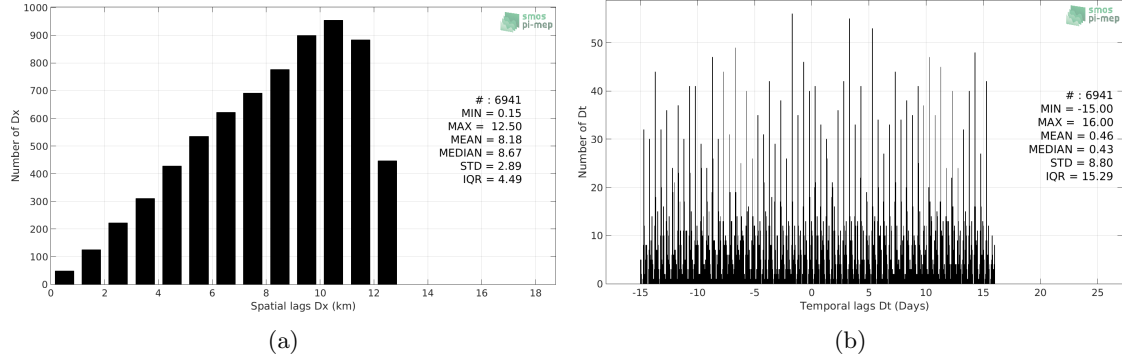 smos
pi-mep
1000
900
800
700
600
500
400
300
200
100
0
Number of Dx
# : 6941
MIN = 0.15
MAX = 12.50
MEAN = 8.18
MEDIAN = 8.67
STD = 2.89
IQR = 4.49
0 2 4 6 8 10 12 14 16 18
Spatial lags Dx (km)
(a)
smos
pi-mep
50
40
30
20
10
0
Number of Dt
# : 6941
MIN = -15.00
MAX = 16.00
MEAN = 0.46
MEDIAN = 0.43
STD = 8.80
IQR = 15.29
-15 -10 -5 0 5 10 15 20 25
Temporal lags Dt (Days)
(b)